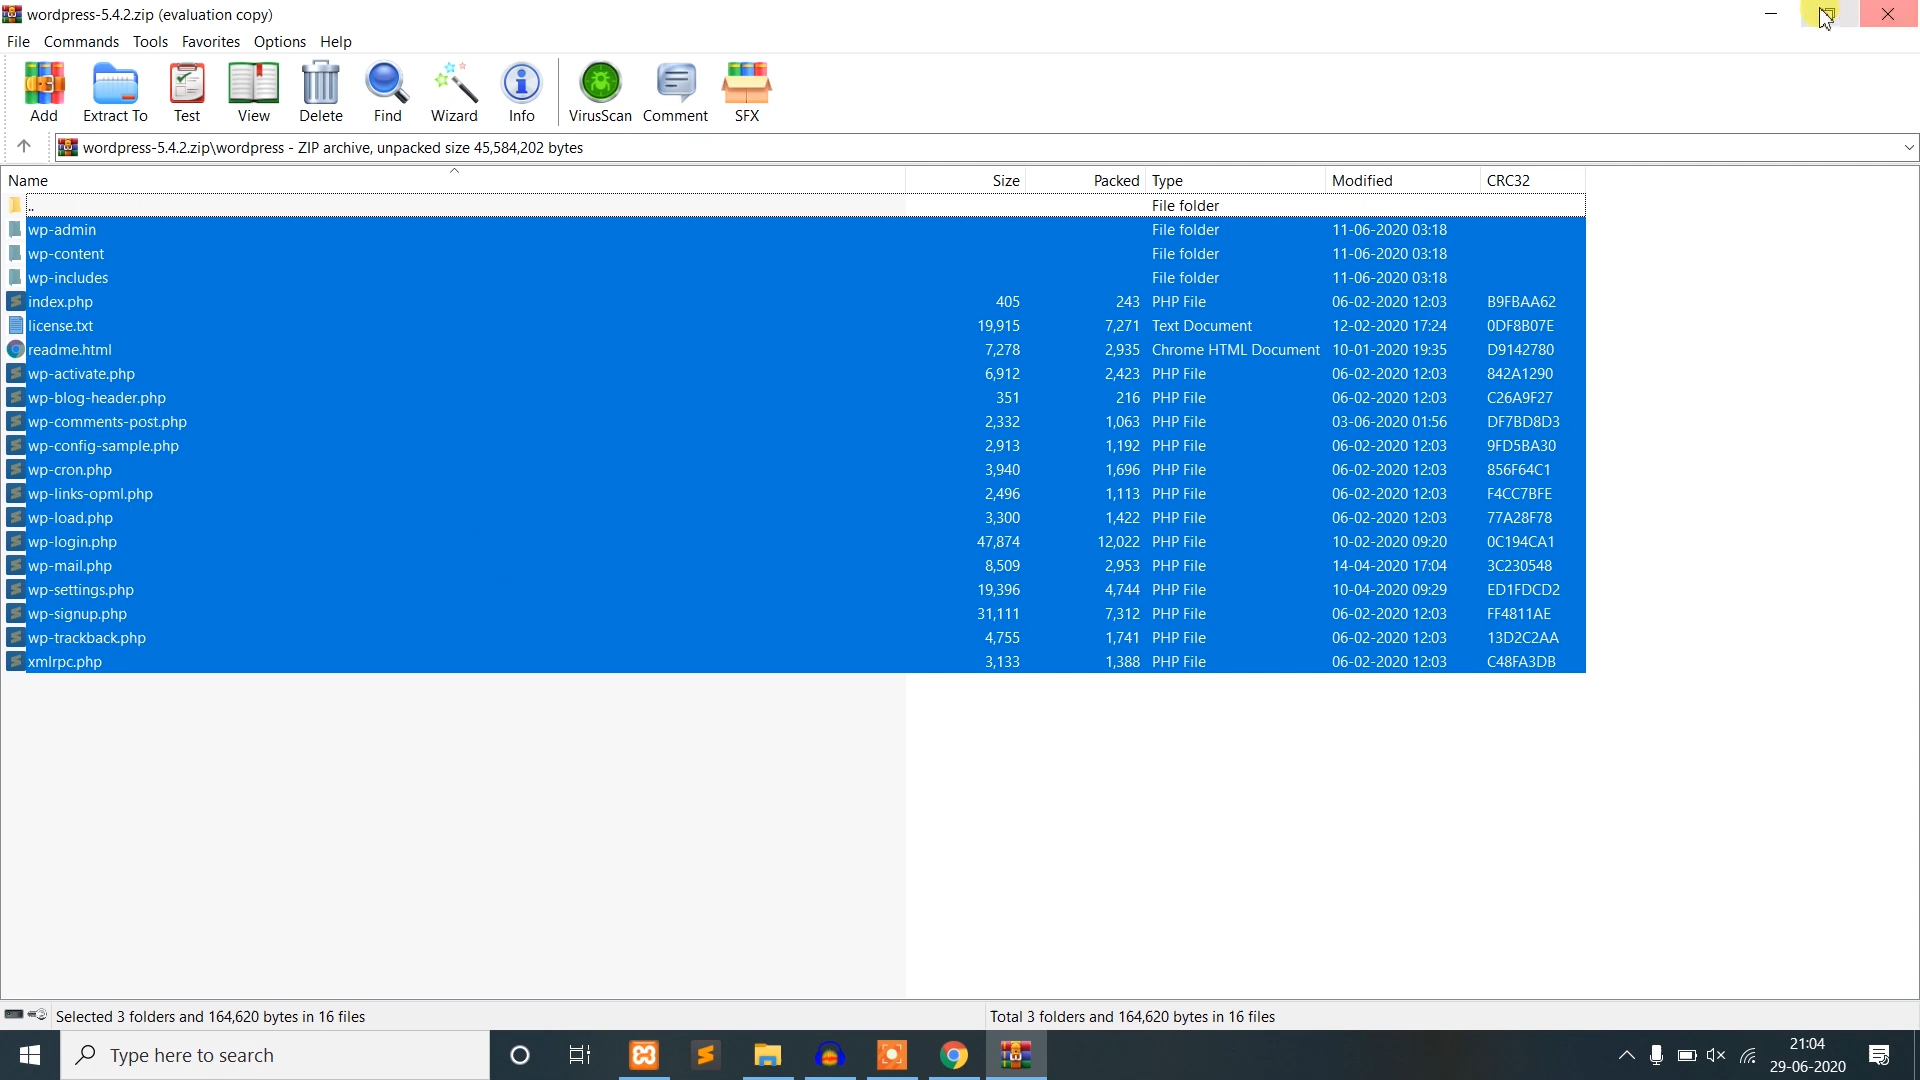 wordpress-5.4.2.zip (evaluation copy)
File Commands Tools Favorites Options Help
Add Extract To Test View Delete Find Wizard Info VirusScan Comment SFX
wordpress-5.4.2.zip\wordpress - ZIP archive, unpacked size 45,584,202 bytes
Name Size Packed Type Modified CRC32
.. File folder
wp-admin File folder 11-06-2020 03:18
wp-content File folder 11-06-2020 03:18
wp-includes File folder 11-06-2020 03:18
index.php 405 243 PHP File 06-02-2020 12:03 B9FBAA62
license.txt 19,915 7,271 Text Document 12-02-2020 17:24 0DF8B07E
readme.html 7,278 2,935 Chrome HTML Document 10-01-2020 19:35 D9142780
wp-activate.php 6,912 2,423 PHP File 06-02-2020 12:03 842A1290
wp-blog-header.php 351 216 PHP File 06-02-2020 12:03 C26A9F27
wp-comments-post.php 2,332 1,063 PHP File 03-06-2020 01:56 DF7BD8D3
wp-config-sample.php 2,913 1,192 PHP File 06-02-2020 12:03 9FD5BA30
wp-cron.php 3,940 1,696 PHP File 06-02-2020 12:03 856F64C1
wp-links-opml.php 2,496 1,113 PHP File 06-02-2020 12:03 F4CC7BFE
wp-load.php 3,300 1,422 PHP File 06-02-2020 12:03 77A28F78
wp-login.php 47,874 12,022 PHP File 10-02-2020 09:20 0C194CA1
wp-mail.php 8,509 2,953 PHP File 14-04-2020 17:04 3C230548
wp-settings.php 19,396 4,744 PHP File 10-04-2020 09:29 ED1FDCD2
wp-signup.php 31,111 7,312 PHP File 06-02-2020 12:03 FF4811AE
wp-trackback.php 4,755 1,741 PHP File 06-02-2020 12:03 13D2C2AA
xmlrpc.php 3,133 1,388 PHP File 06-02-2020 12:03 C48FA3DB
Selected 3 folders and 164,620 bytes in 16 files Total 3 folders and 164,620 bytes in 16 files
Type here to search
21:04
29-06-2020